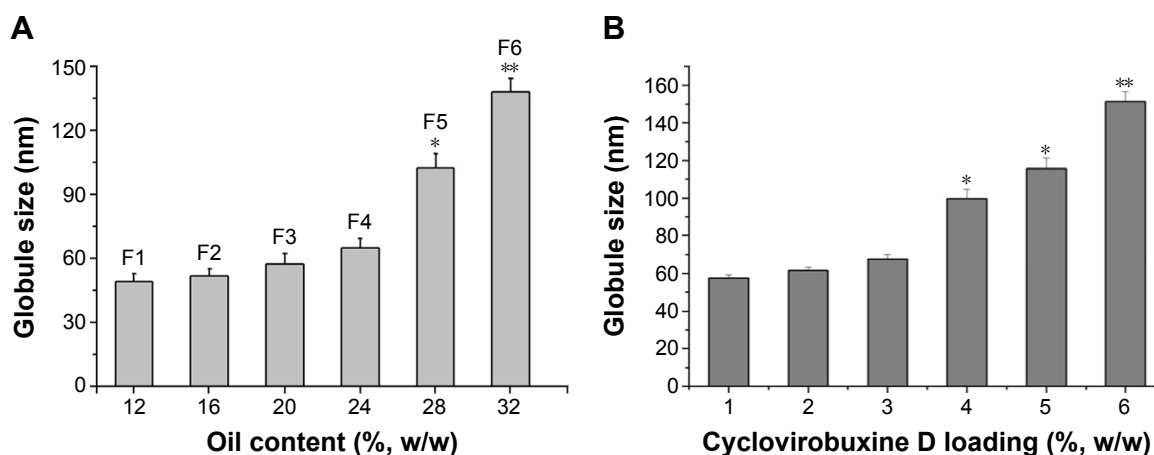 A
Globule size (nm)
150
120
90
60
30
0
F1
F2
F3
F4
F5
*
F6
**
12 16 20 24 28 32
Oil content (%, w/w)
B
Globule size (nm)
160
140
120
100
80
60
40
20
0
*
*
**
1 2 3 4 5 6
Cyclovirobuxine D loading (%, w/w)